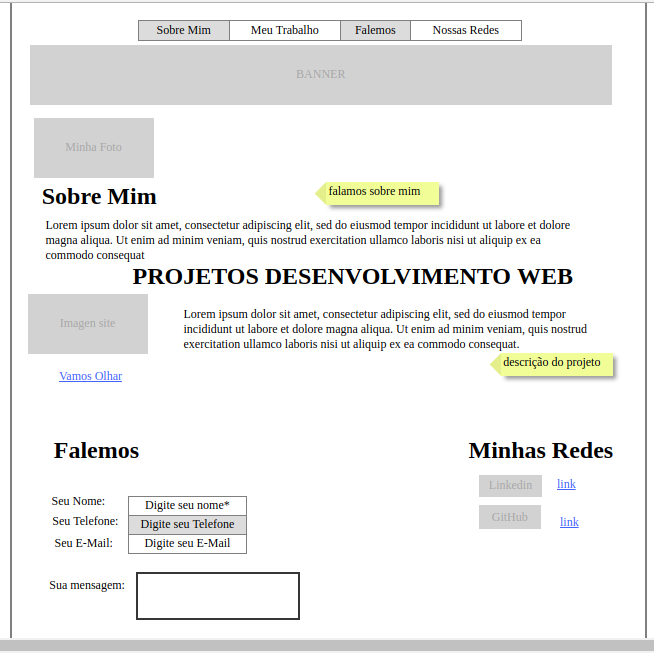 Sobre Mim Meu Trabalho Falemos Nossas Redes
BANNER
Minha Foto
Sobre Mim
falamos sobre mim
Lorem ipsum dolor sit amet, consectetur adipiscing elit, sed do eiusmod tempor incididunt ut labore et dolore
magna aliqua. Ut enim ad minim veniam, quis nostrud exercitation ullamco laboris nisi ut aliquip ex ea
commodo consequat
PROJETOS DESENVOLVIMENTO WEB
Imagen site
Lorem ipsum dolor sit amet, consectetur adipiscing elit, sed do eiusmod tempor
incididunt ut labore et dolore magna aliqua. Ut enim ad minim veniam, quis nostrud
exercitation ullamco laboris nisi ut aliquip ex ea commodo consequat.
descrição do projeto
Vamos Olhar
Falemos
Seu Nome: Digite seu nome*
Seu Telefone: Digite seu Telefone
Seu E-Mail: Digite seu E-Mail
Sua mensagem:
Minhas Redes
Linkedin link
GitHub link